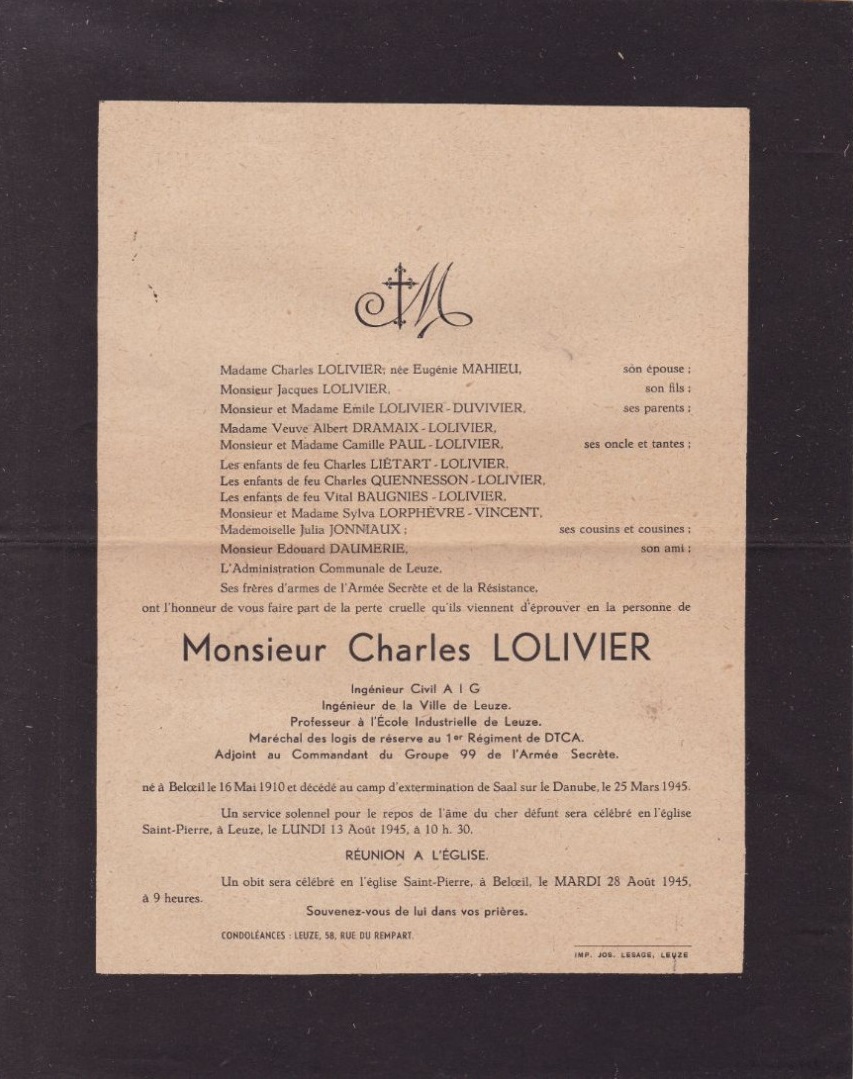 M
Madame Charles LOLIVIER; née Eugénie MAHIEU, son épouse ;
Monsieur Jacques LOLIVIER, son fils ;
Monsieur et Madame Emile LOLIVIER - DUVIVIER, ses parents ;
Madame Veuve Albert DRAMAIX - LOLIVIER,
Monsieur et Madame Camille PAUL - LOLIVIER, ses oncle et tantes ;
Les enfants de feu Charles LIÉTART - LOLIVIER,
Les enfants de feu Charles QUENNESSON - LOLIVIER,
Les enfants de feu Vital BAUGNIES - LOLIVIER,
Monsieur et Madame Sylva LORPHÈVRE - VINCENT,
Mademoiselle Julia JONNIAUX ; ses cousins et cousines ;
Monsieur Edouard DAUMERIE, son ami ;
L'Administration Communale de Leuze,
Ses frères d'armes de l'Armée Secrète et de la Résistance,
ont l'honneur de vous faire part de la perte cruelle qu'ils viennent d'éprouver en la personne de
Monsieur Charles LOLIVIER
Ingénieur Civil A I G
Ingénieur de la Ville de Leuze.
Professeur à l'École Industrielle de Leuze.
Maréchal des logis de réserve au 1er Régiment de DTCA.
Adjoint au Commandant du Groupe 99 de l'Armée Secrète.
né à Belœil le 16 Mai 1910 et décédé au camp d'extermination de Saal sur le Danube, le 25 Mars 1945.
Un service solennel pour le repos de l'âme du cher défunt sera célébré en l'église
Saint-Pierre, à Leuze, le LUNDI 13 Août 1945, à 10 h. 30.
RÉUNION A L'ÉGLISE.
Un obit sera célébré en l'église Saint-Pierre, à Belœil, le MARDI 28 Août 1945,
à 9 heures.
Souvenez-vous de lui dans vos prières.
CONDOLÉANCES : LEUZE, 58, RUE DU REMPART.
IMP. JOS. LESAGE, LEUZE